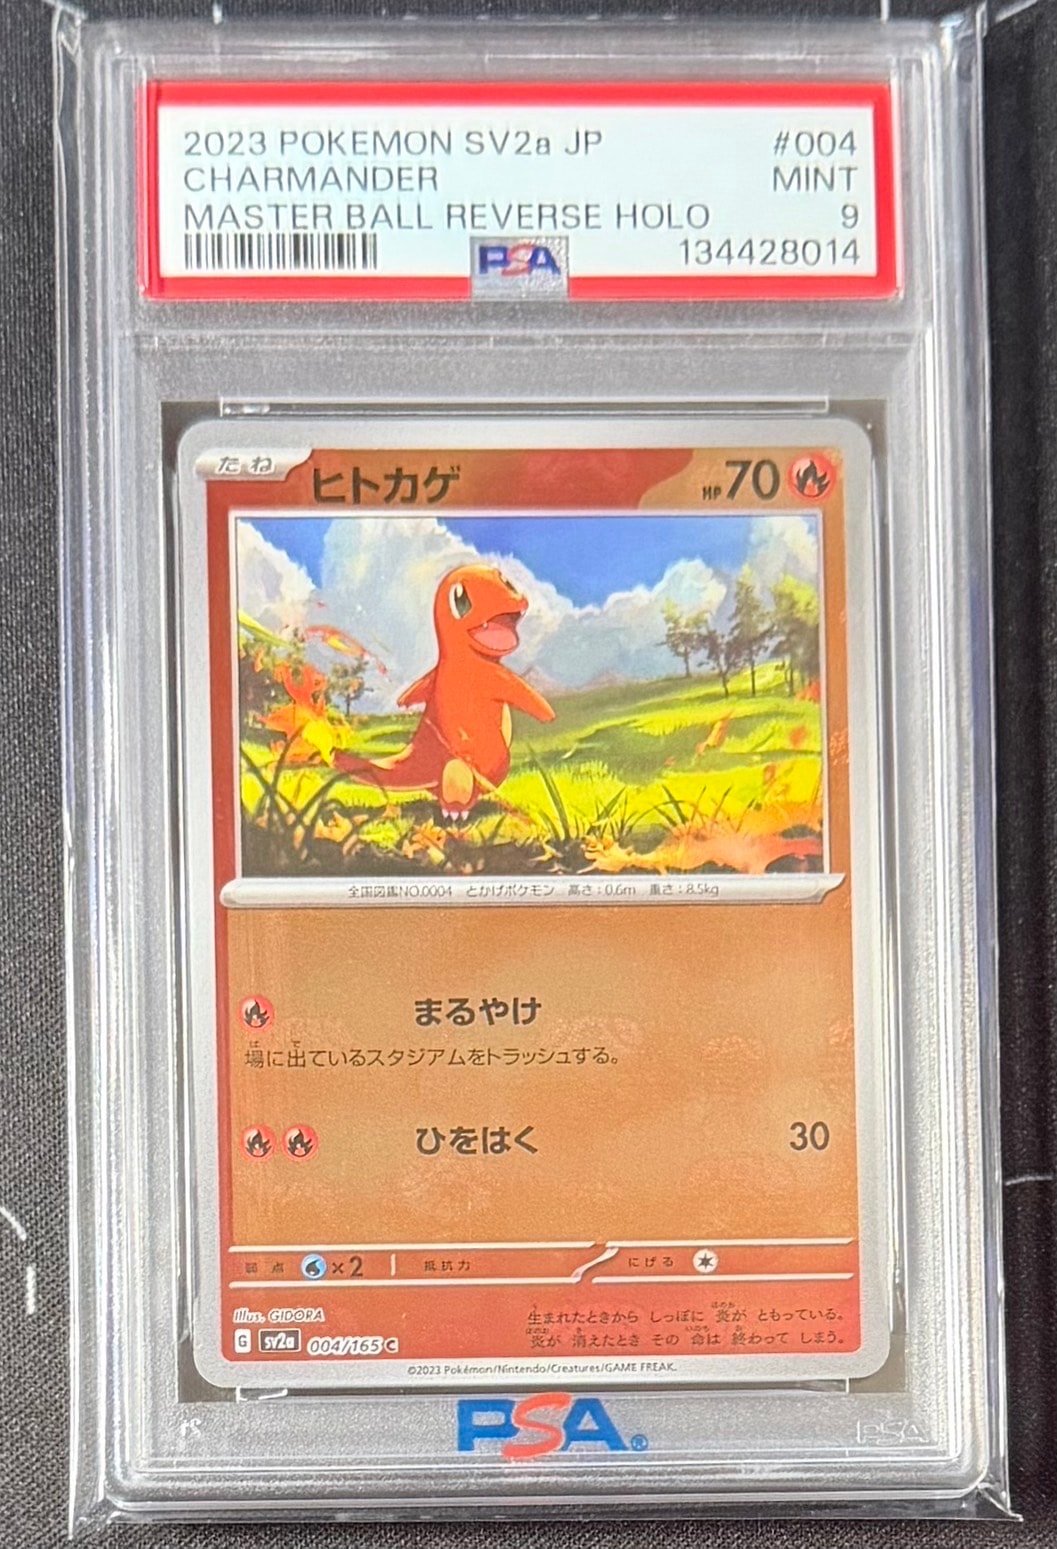 2023 POKEMON SV2a JP #004
CHARMANDER MINT
MASTER BALL REVERSE HOLO 9
PSA 134428014
たね ヒトカゲ HP70
全国図鑑NO.0004 とかげポケモン 高さ:0.6m 重さ:8.5kg
まるやけ
場に出ているスタジアムをトラッシュする。
ひをはく 30
弱点 ×2 抵抗力 にげる
Illus. GIDORA
生まれたときから しっぽに 炎が ともっている。
炎が 消えたとき その 命は 終わって しまう。
G sv2a 004/165 C
©2023 Pokémon/Nintendo/Creatures/GAME FREAK.
PSA®
PSA